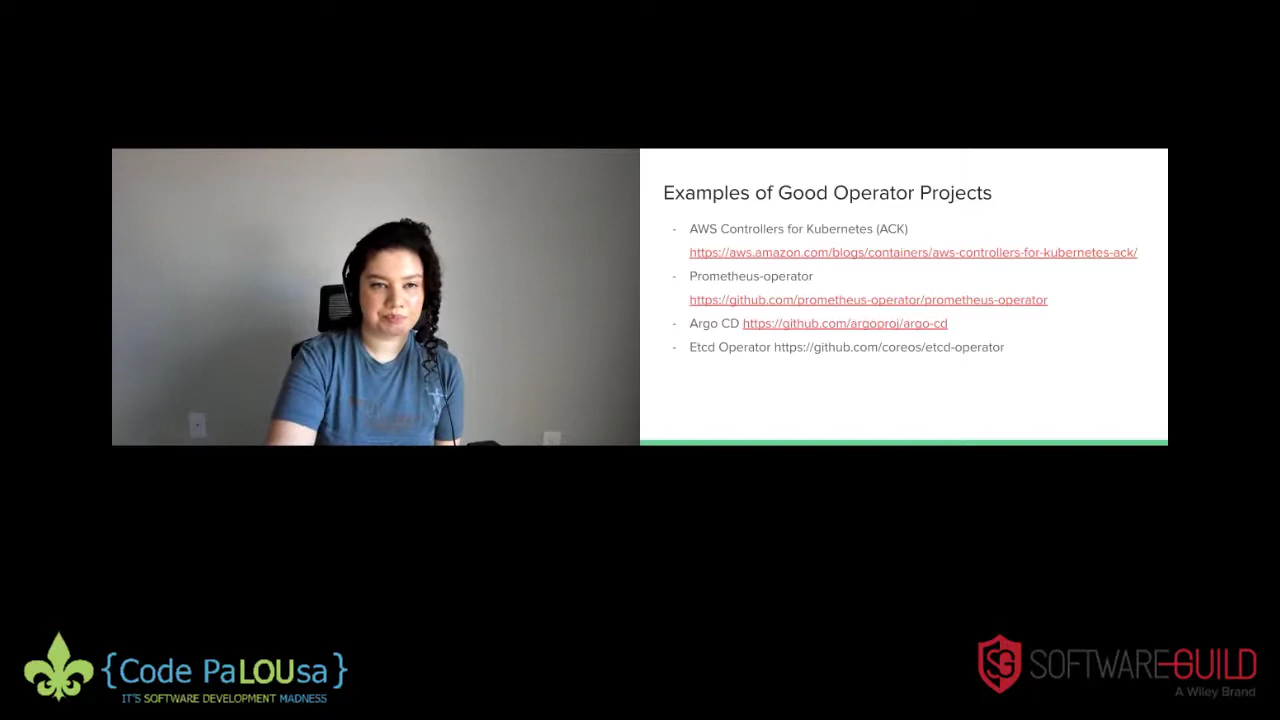 Examples of Good Operator Projects
- AWS Controllers for Kubernetes (ACK)
https://aws.amazon.com/blogs/containers/aws-controllers-for-kubernetes-ack/
- Prometheus-operator
https://github.com/prometheus-operator/prometheus-operator
- Argo CD https://github.com/argoproj/argo-cd
- Etcd Operator https://github.com/coreos/etcd-operator
{Code PaLOUsa}
IT'S SOFTWARE DEVELOPMENT MADNESS
SG SOFTWARE GUILD
A Wiley Brand